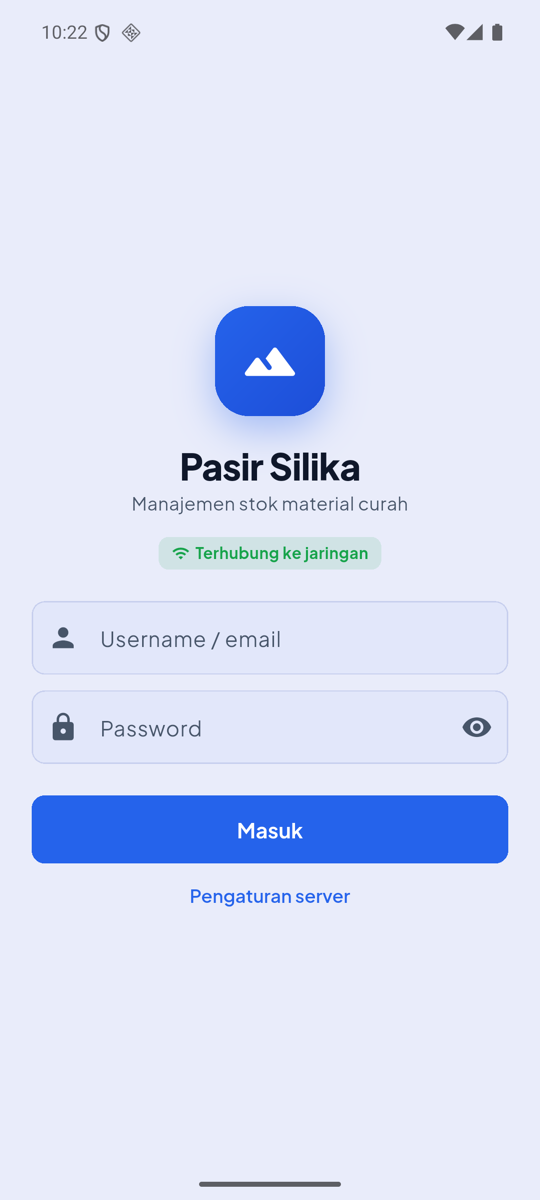 10:22
Pasir Silika
Manajemen stok material curah
Terhubung ke jaringan
Username / email
Password
Masuk
Pengaturan server